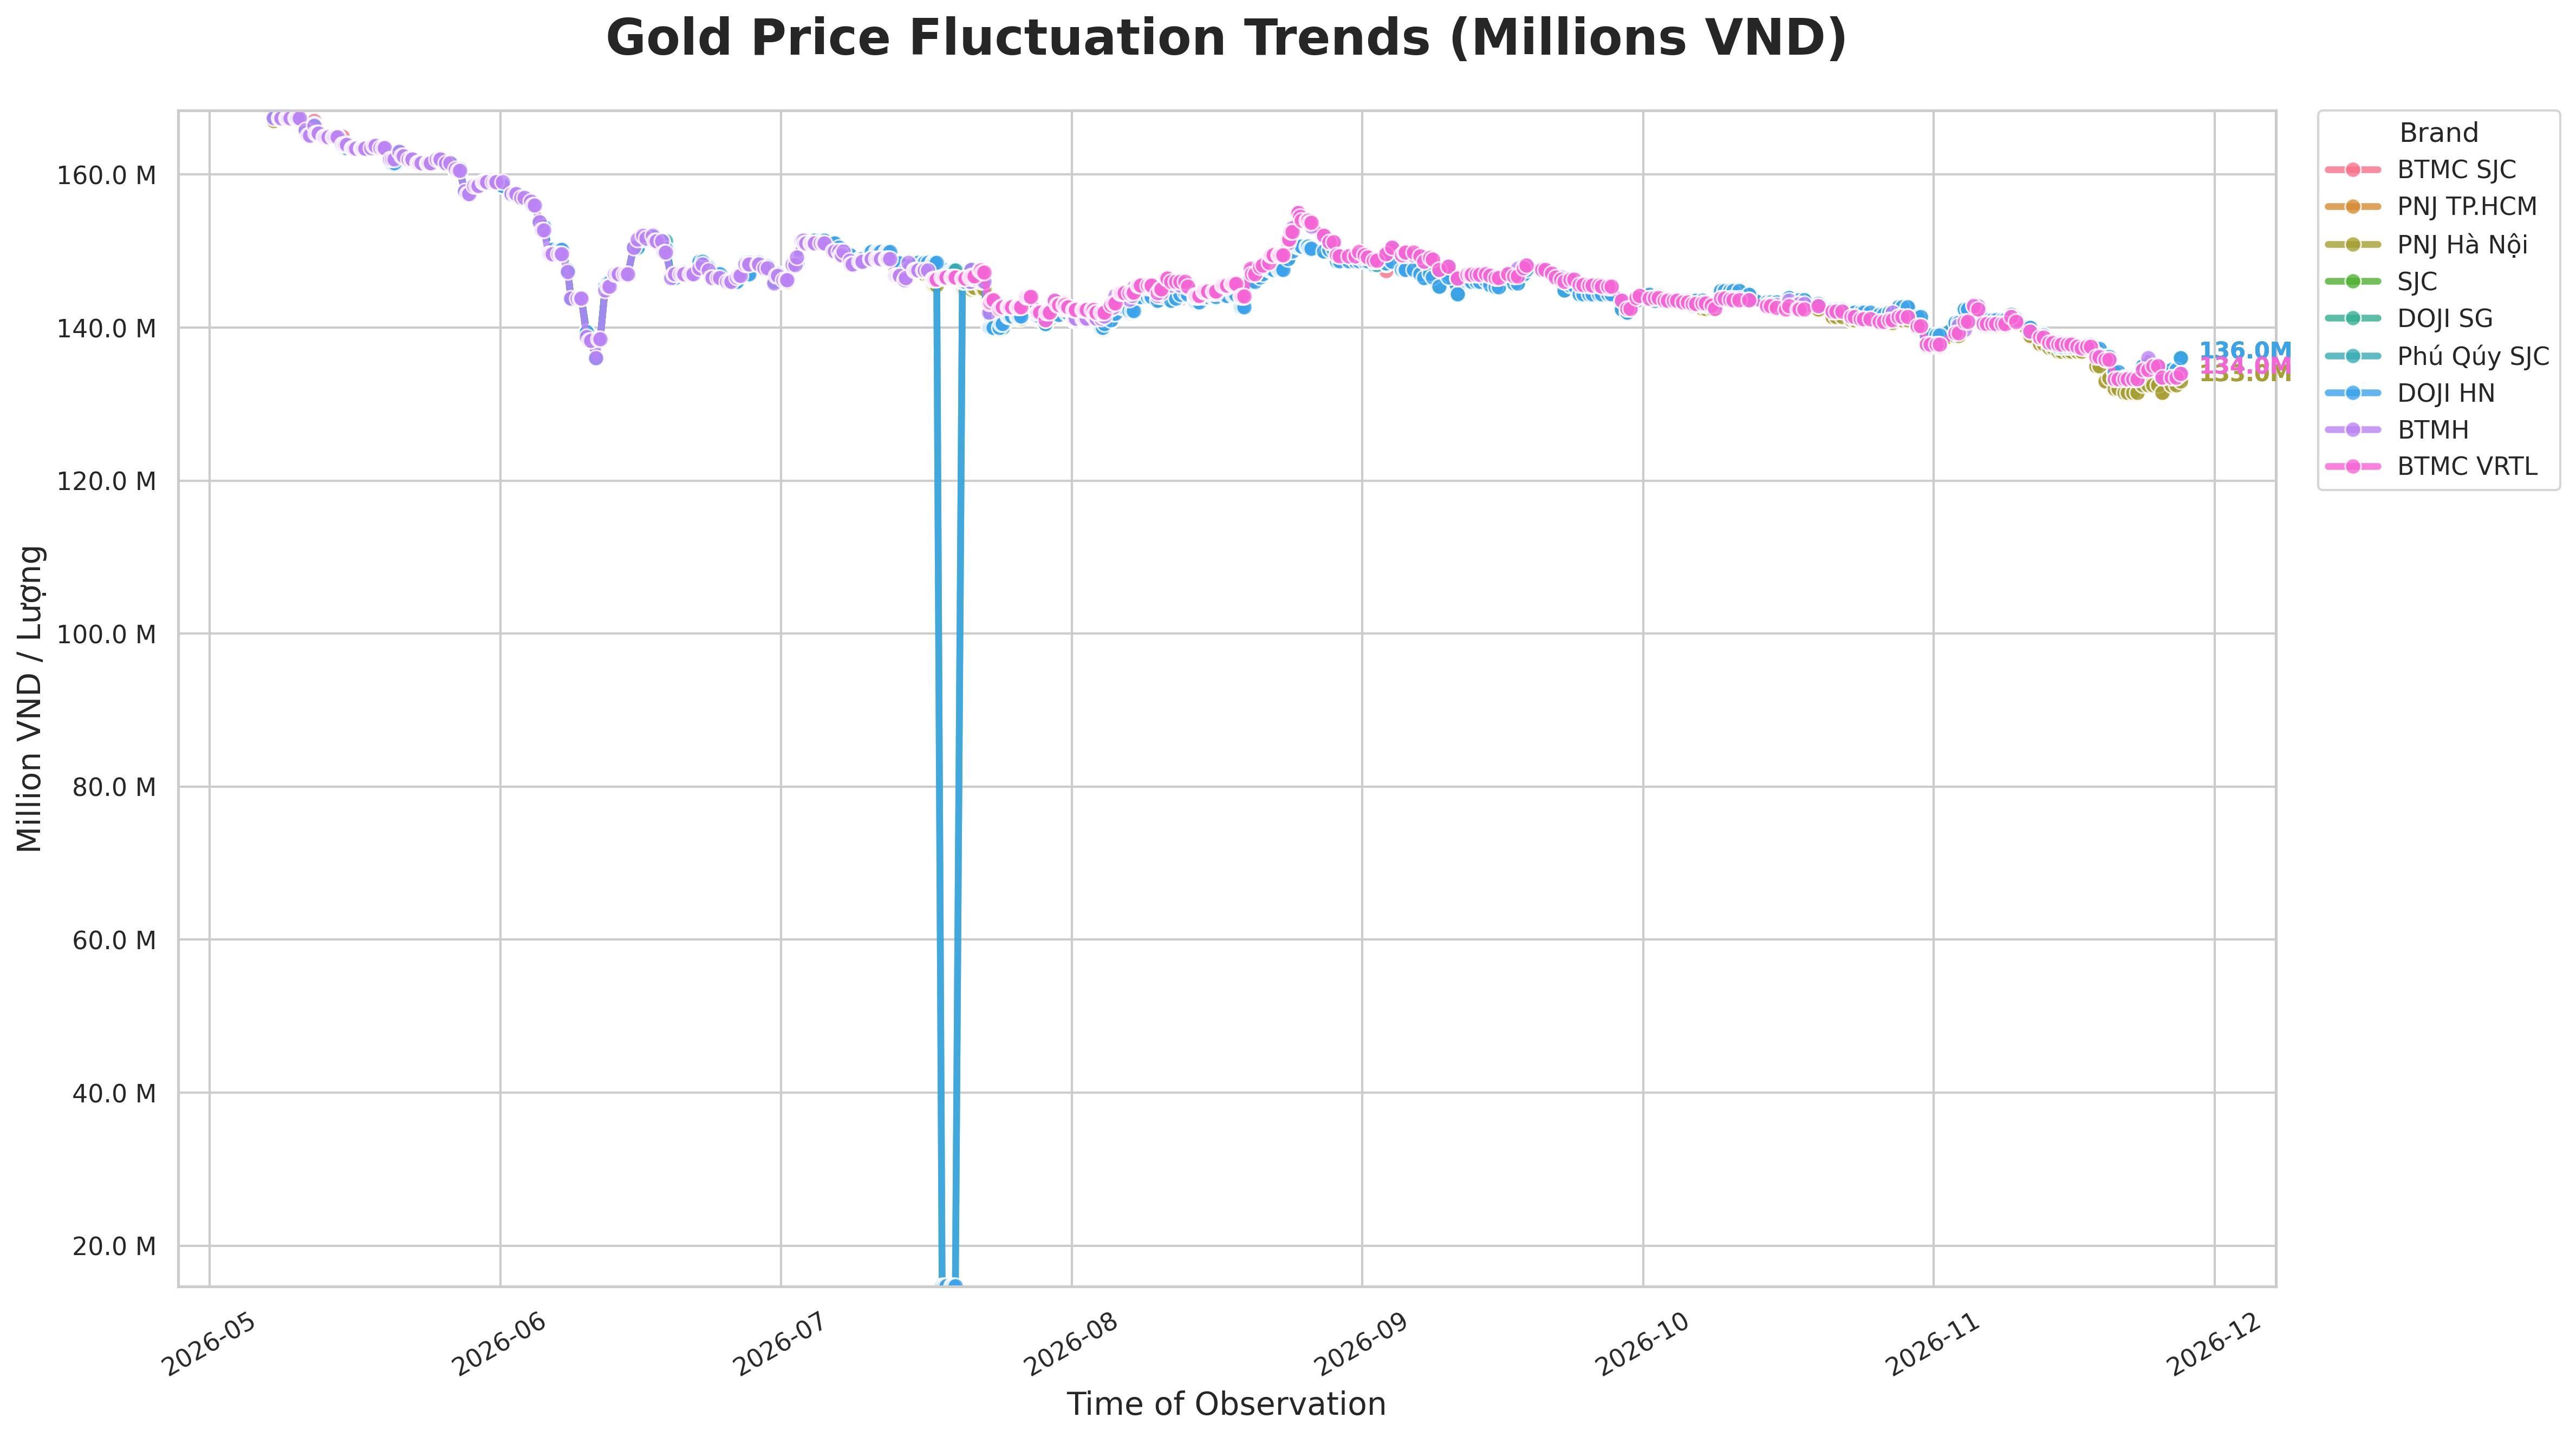 Gold Price Fluctuation Trends (Millions VND)
Million VND / Lượng
160.0 M
140.0 M
120.0 M
100.0 M
80.0 M
60.0 M
40.0 M
20.0 M
136.0M
134.0M
133.0M
2026-05
2026-06
2026-07
2026-08
2026-09
2026-10
2026-11
2026-12
Time of Observation
Brand
BTMC SJC
PNJ TP.HCM
PNJ Hà Nội
SJC
DOJI SG
Phú Qúy SJC
DOJI HN
BTMH
BTMC VRTL